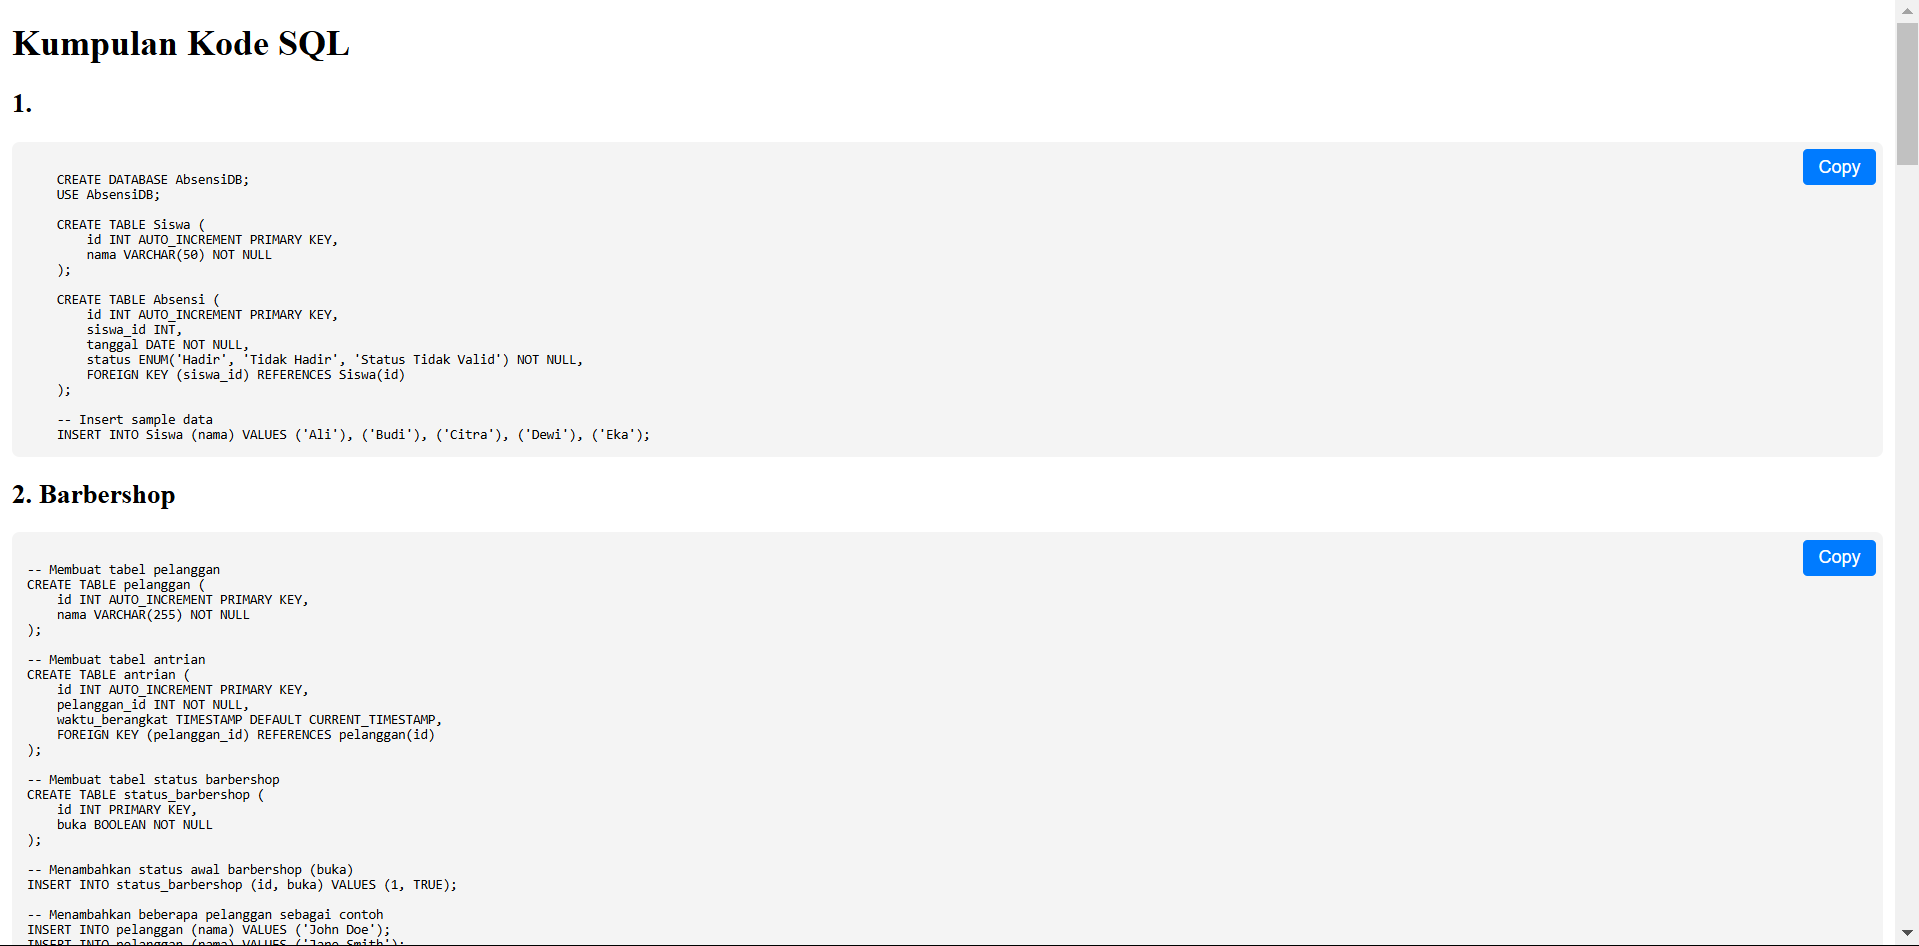 Kumpulan Kode SQL
1.
Copy
CREATE DATABASE AbsensiDB;
USE AbsensiDB;
CREATE TABLE Siswa (
id INT AUTO_INCREMENT PRIMARY KEY,
nama VARCHAR(50) NOT NULL
);
CREATE TABLE Absensi (
id INT AUTO_INCREMENT PRIMARY KEY,
siswa_id INT,
tanggal DATE NOT NULL,
status ENUM('Hadir', 'Tidak Hadir', 'Status Tidak Valid') NOT NULL,
FOREIGN KEY (siswa_id) REFERENCES Siswa(id)
);
-- Insert sample data
INSERT INTO Siswa (nama) VALUES ('Ali'), ('Budi'), ('Citra'), ('Dewi'), ('Eka');
2. Barbershop
Copy
-- Membuat tabel pelanggan
CREATE TABLE pelanggan (
id INT AUTO_INCREMENT PRIMARY KEY,
nama VARCHAR(255) NOT NULL
);
-- Membuat tabel antrian
CREATE TABLE antrian (
id INT AUTO_INCREMENT PRIMARY KEY,
pelanggan_id INT NOT NULL,
waktu_berangkat TIMESTAMP DEFAULT CURRENT_TIMESTAMP,
FOREIGN KEY (pelanggan_id) REFERENCES pelanggan(id)
);
-- Membuat tabel status barbershop
CREATE TABLE status_barbershop (
id INT PRIMARY KEY,
buka BOOLEAN NOT NULL
);
-- Menambahkan status awal barbershop (buka)
INSERT INTO status_barbershop (id, buka) VALUES (1, TRUE);
-- Menambahkan beberapa pelanggan sebagai contoh
INSERT INTO pelanggan (nama) VALUES ('John Doe');
INSERT INTO pelanggan (nama) VALUES ('Jane Smith');